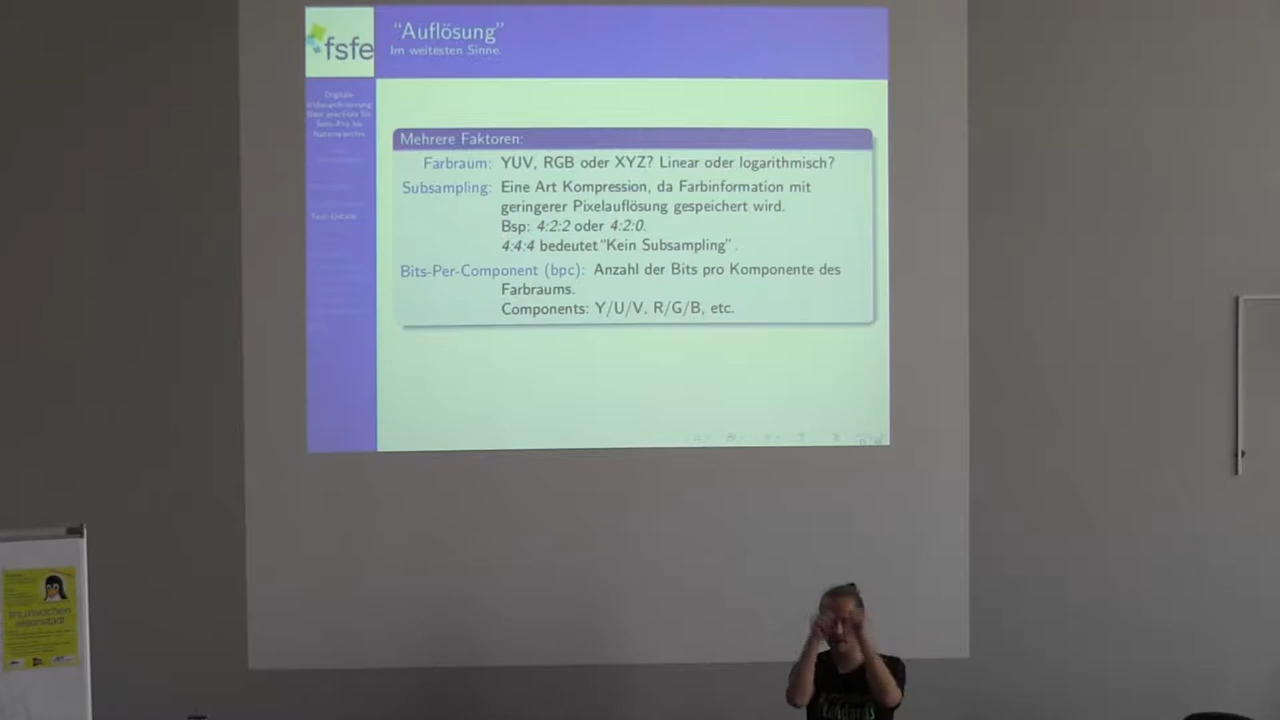 "Auflösung"
Im weitesten Sinne.
fsfe
Mehrere Faktoren:
Farbraum: YUV, RGB oder XYZ? Linear oder logarithmisch?
Subsampling: Eine Art Kompression, da Farbinformation mit
geringerer Pixelauflösung gespeichert wird.
Bsp: 4:2:2 oder 4:2:0.
4:4:4 bedeutet "Kein Subsampling".
Bits-Per-Component (bpc): Anzahl der Bits pro Komponente des
Farbraums.
Components: Y/U/V, R/G/B, etc.
linuxwochen
eisenstadt